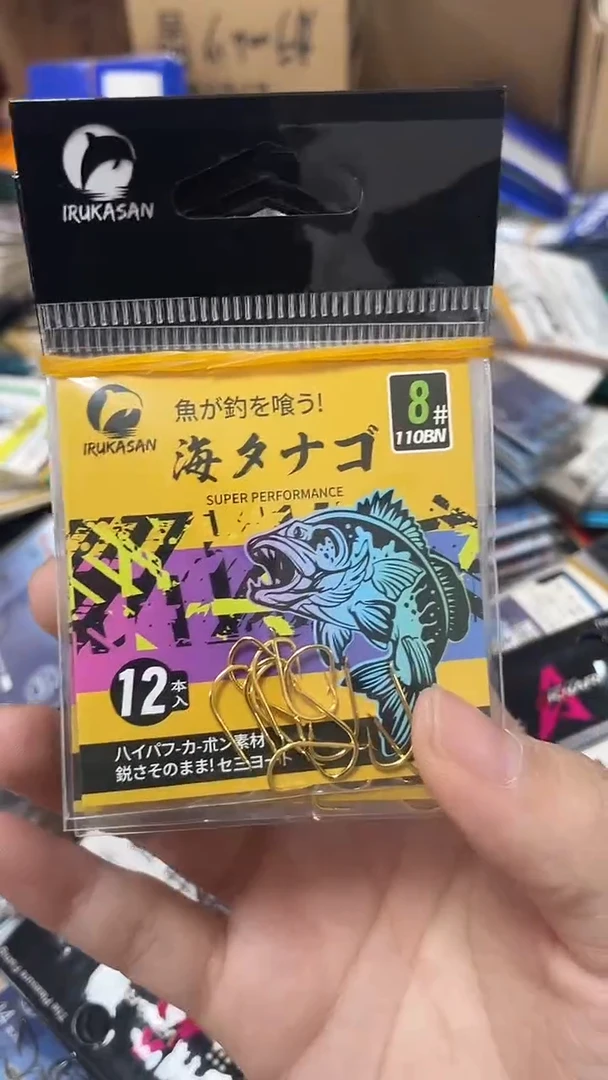 IRUKASAN
IRUKASAN
魚が釣を喰う!
海タナゴ
SUPER PERFORMANCE
8#
110BN
12本入
ハイパフ-カ-ボン素材
鋭さそのまま!